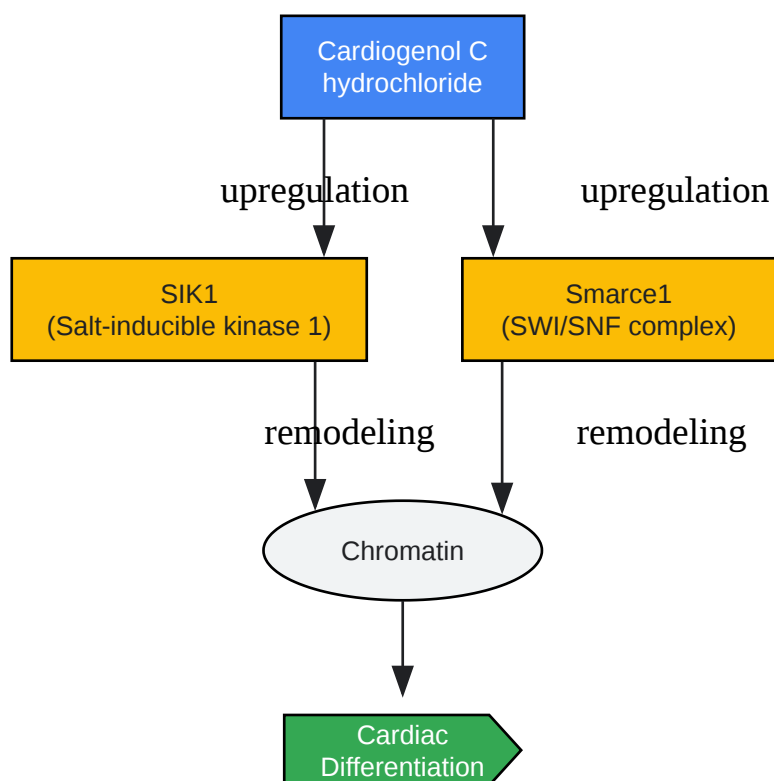 Cardiogenol C
hydrochloride
upregulation
upregulation
SIK1
(Salt-inducible kinase 1)
Smarce1
(SWI/SNF complex)
remodeling
remodeling
Chromatin
Cardiac
Differentiation